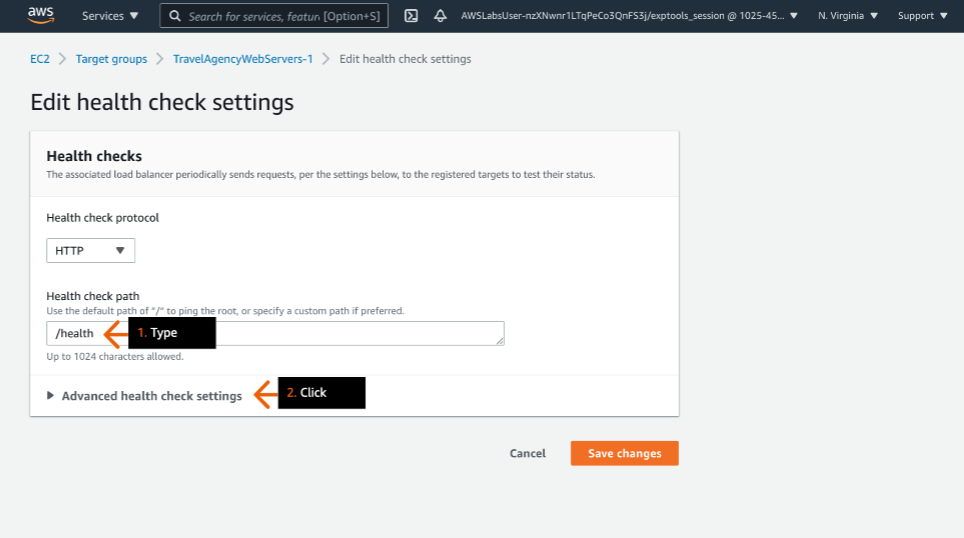 aws Services Search for services, featur [Option+S] AWSLabsUser-nzXNwnr1LTqPeCo3QnFS3j/exptools_session @ 1025-45... N. Virginia Support
EC2 > Target groups > TravelAgencyWebServers-1 > Edit health check settings
Edit health check settings
Health checks
The associated load balancer periodically sends requests, per the settings below, to the registered targets to test their status.
Health check protocol
HTTP
Health check path
Use the default path of "/" to ping the root, or specify a custom path if preferred.
/health 1. Type
Up to 1024 characters allowed.
Advanced health check settings 2. Click
Cancel Save changes